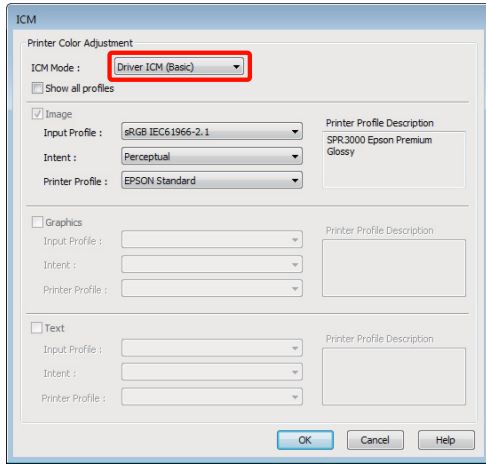 ICM
Printer Color Adjustment
ICM Mode : Driver ICM (Basic)
Show all profiles
Image
Input Profile : sRGB IEC61966-2.1
Intent : Perceptual
Printer Profile : EPSON Standard
Printer Profile Description
SPR3000 Epson Premium
Glossy
Graphics
Input Profile :
Intent :
Printer Profile :
Printer Profile Description
Text
Input Profile :
Intent :
Printer Profile :
Printer Profile Description
OK Cancel Help